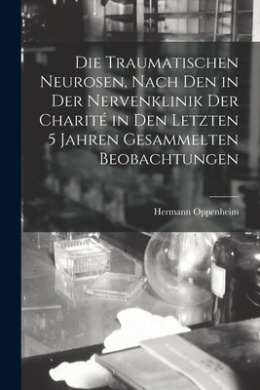 Die Traumatischen
Neurosen, Nach Den in Der
Nervenklinik Der Charité in Den Letzten
5 Jahren Gesammelten
Beobachtungen
Hermann Oppenheim